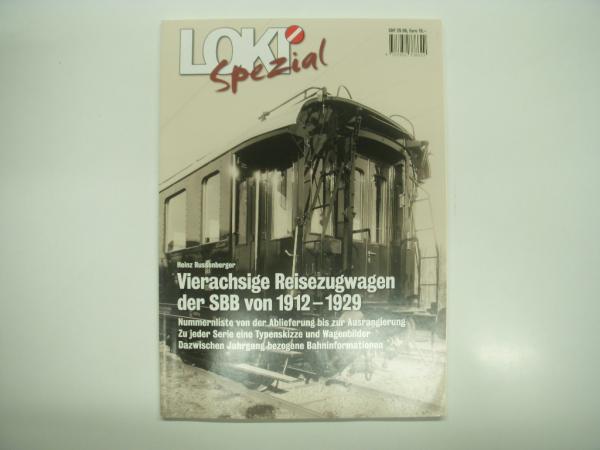 LOKI
Spezial
Heinz Russenberger
Vierachsige Reisezugwagen
der SBB von 1912 – 1929
Nummernliste von der Ablieferung bis zur Ausrangierung
Zu jeder Serie eine Typenskizze und Wagenbilder
Dazwischen Jahrgang bezogene Bahninformationen